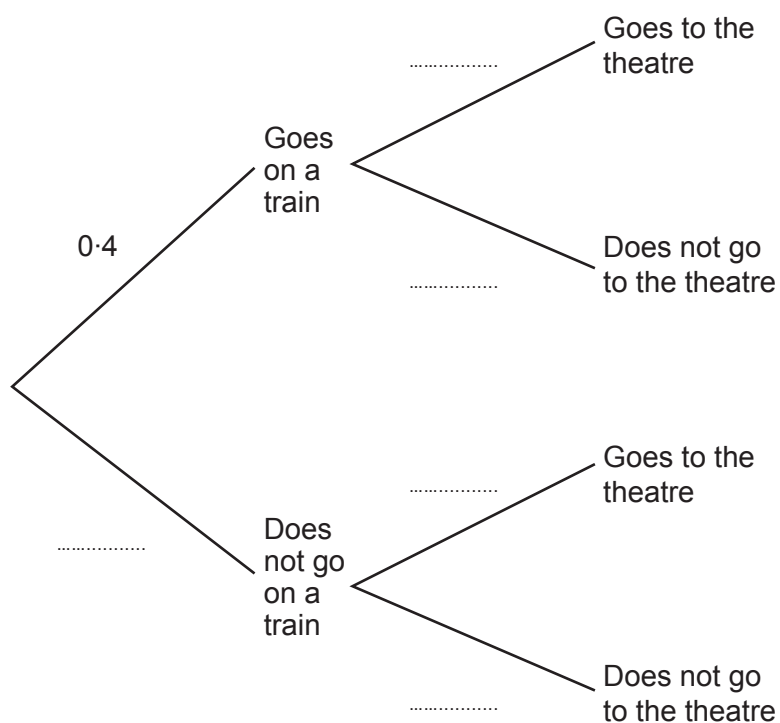 Goes to the
theatre
................
Goes
on a
train
0·4
Does not go
to the theatre
................
Goes to the
theatre
................
Does
not go
on a
train
................
Does not go
to the theatre
................